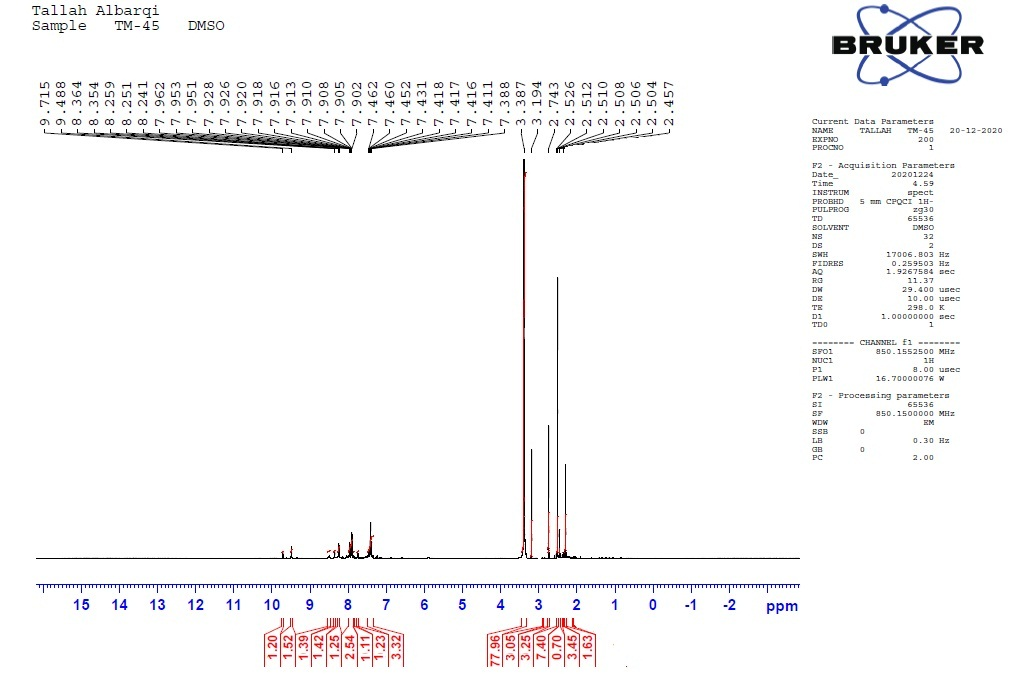 Tallah Albarqi
Sample TM-45 DMSO
BRUKER
9.715
9.488
8.364
8.354
8.259
8.251
8.241
7.962
7.953
7.951
7.928
7.926
7.920
7.918
7.916
7.913
7.910
7.908
7.905
7.902
7.462
7.460
7.452
7.431
7.418
7.417
7.416
7.411
7.388
3.387
3.194
2.743
2.526
2.512
2.510
2.508
2.506
2.504
2.457
Current Data Parameters
NAME TALLAH TM-45 20-12-2020
EXPNO 200
PROCNO 1
F2 - Acquisition Parameters
Date_ 20201224
Time 4.59
INSTRUM spect
PROBHD 5 mm CPQCI 1H-
PULPROG zg30
TD 65536
SOLVENT DMSO
NS 32
DS 2
SWH 17006.803 Hz
FIDRES 0.259503 Hz
AQ 1.9267584 sec
RG 11.37
DW 29.400 usec
DE 10.00 usec
TE 298.0 K
D1 1.00000000 sec
TD0 1
======== CHANNEL f1 ========
SFO1 850.1552500 MHz
NUC1 1H
P1 8.00 usec
PLW1 16.70000076 W
F2 - Processing parameters
SI 65536
SF 850.1500000 MHz
WDW EM
SSB 0
LB 0.30 Hz
GB 0
PC 2.00
15 14 13 12 11 10 9 8 7 6 5 4 3 2 1 0 -1 -2 ppm
1.20
1.52
1.39
1.42
1.25
2.54
1.11
1.23
3.32
77.96
3.05
3.25
7.40
0.70
3.45
1.63